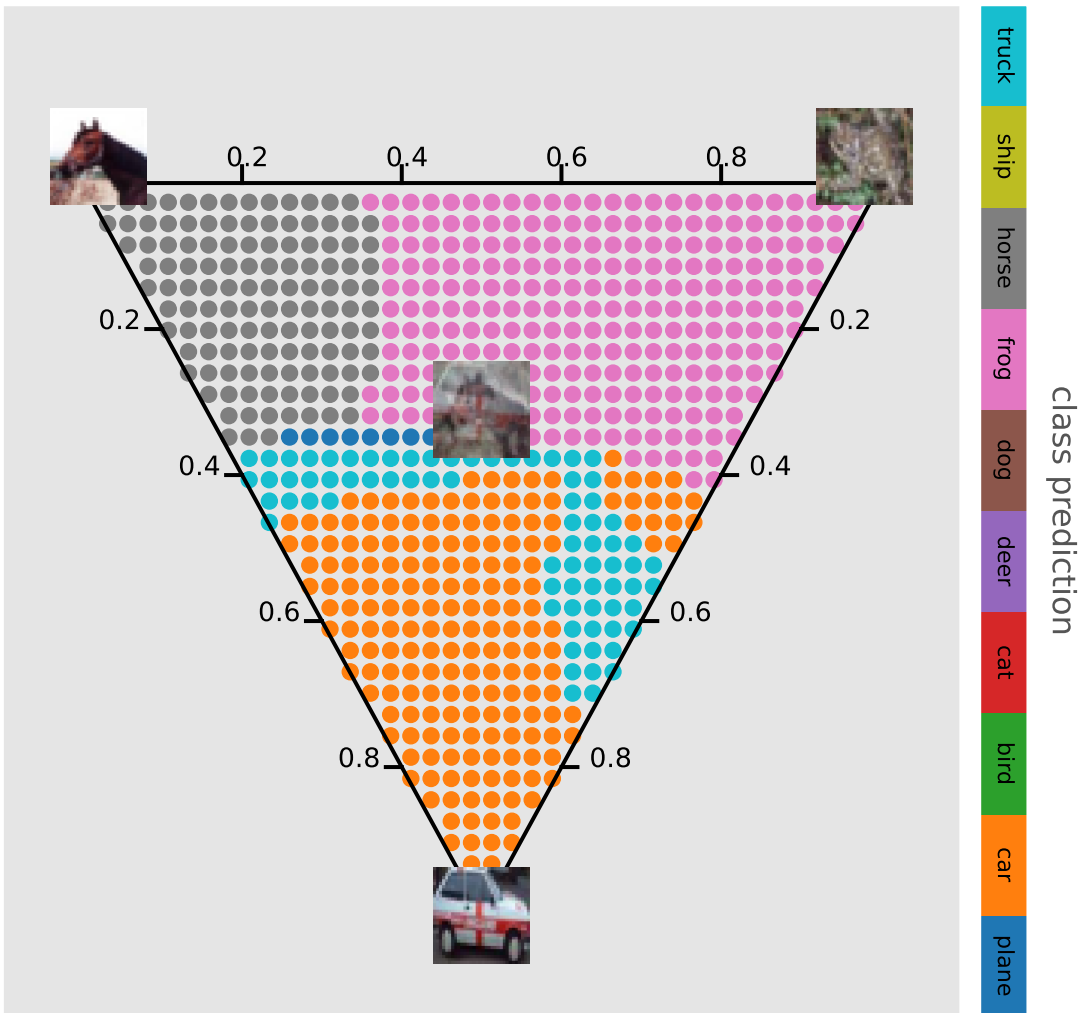 0.2 0.4 0.6 0.8
0.2 0.2
0.4 0.4
0.6 0.6
0.8 0.8
truck
ship
horse
frog
dog
deer
cat
bird
car
plane
class prediction